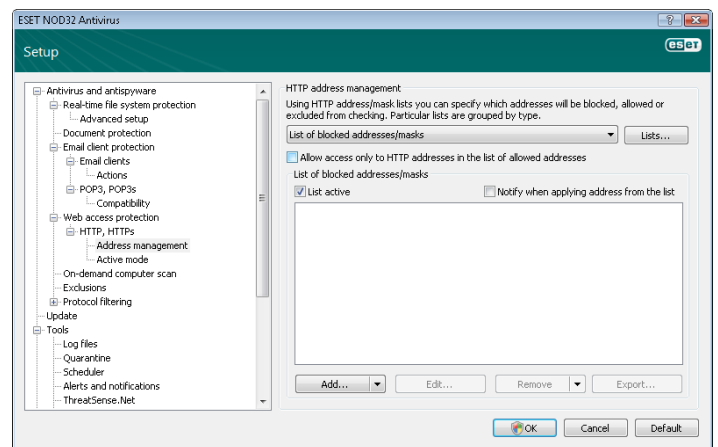 ESET NOD32 Antivirus
Setup
eset
Antivirus and antispyware
Real-time file system protection
Advanced setup
Document protection
Email client protection
Email clients
Actions
POP3, POP3s
Compatibility
Web access protection
HTTP, HTTPs
Address management
Active mode
On-demand computer scan
Exclusions
Protocol filtering
Update
Tools
Log files
Quarantine
Scheduler
Alerts and notifications
ThreatSense.Net
HTTP address management
Using HTTP address/mask lists you can specify which addresses will be blocked, allowed or
excluded from checking. Particular lists are grouped by type.
List of blocked addresses/masks
Lists...
Allow access only to HTTP addresses in the list of allowed addresses
List of blocked addresses/masks
List active
Notify when applying address from the list
Add...
Edit...
Remove
Export...
OK
Cancel
Default